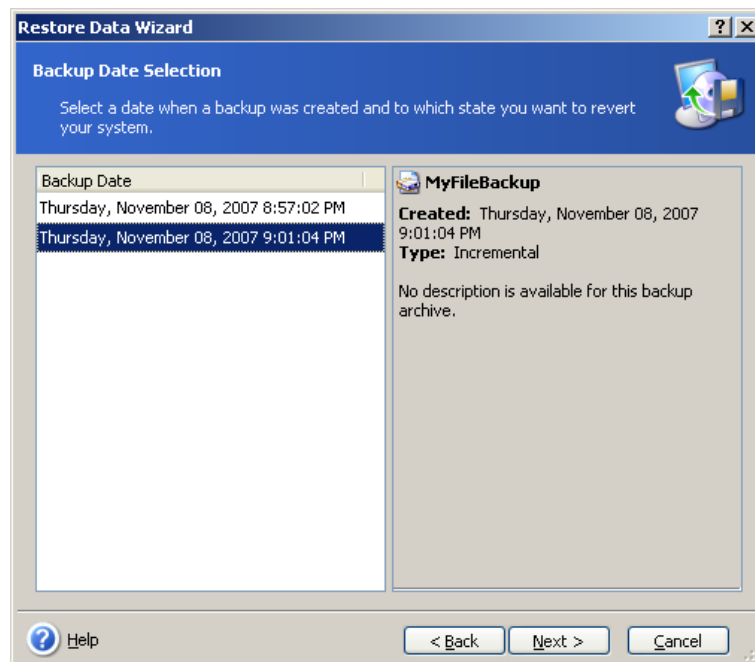 Restore Data Wizard
Backup Date Selection
Select a date when a backup was created and to which state you want to revert
your system.
Backup Date
Thursday, November 08, 2007 8:57:02 PM
Thursday, November 08, 2007 9:01:04 PM
MyFileBackup
Created: Thursday, November 08, 2007
9:01:04 PM
Type: Incremental
No description is available for this backup
archive.
Help
< Back
Next >
Cancel